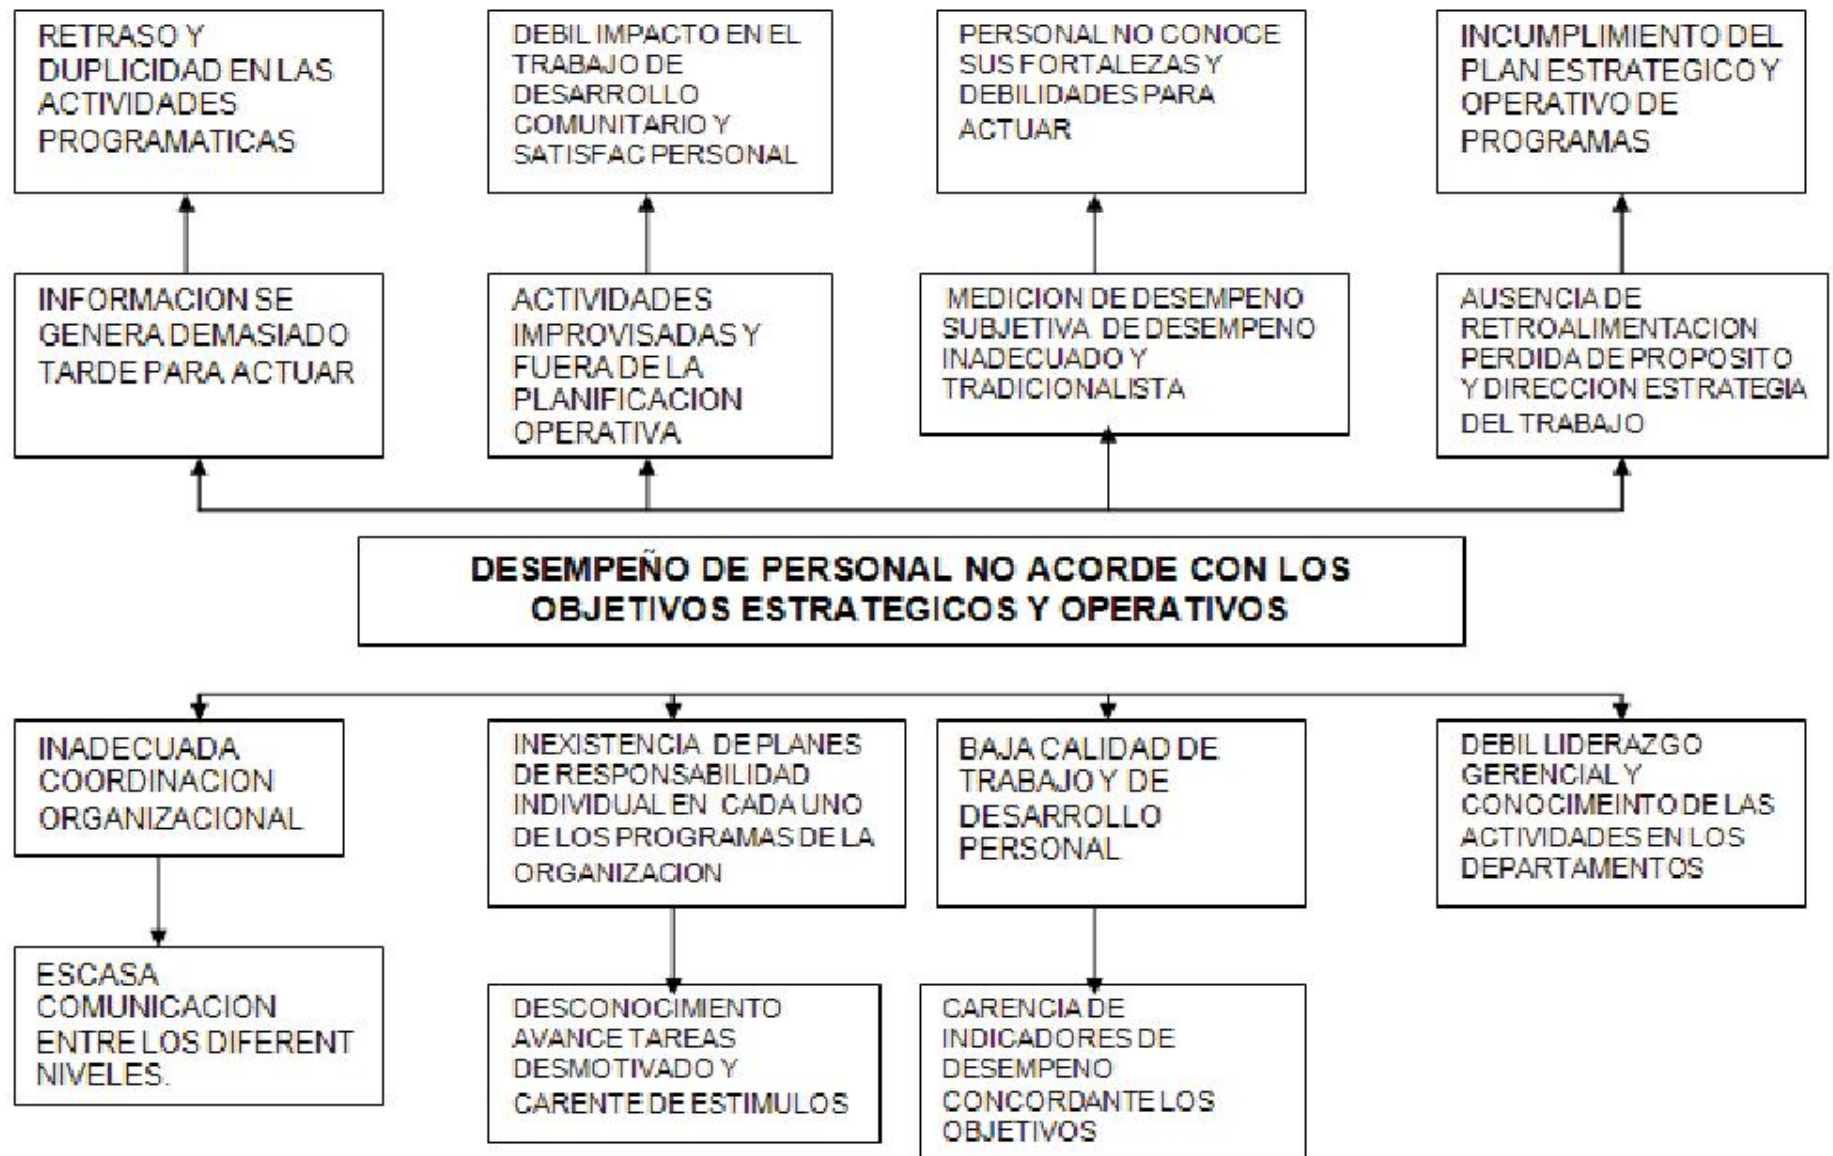 RETRASO Y
DUPLICIDAD EN LAS
ACTIVIDADES
PROGRAMATICAS
DEBIL IMPACTO EN EL
TRABAJO DE
DESARROLLO
COMUNITARIO Y
SATISFAC PERSONAL
PERSONAL NO CONOCE
SUS FORTALEZAS Y
DEBILIDADES PARA
ACTUAR
INCUMPLIMIENTO DEL
PLAN ESTRATEGICO Y
OPERATIVO DE
PROGRAMAS
INFORMACION SE
GENERA DEMASIADO
TARDE PARA ACTUAR
ACTIVIDADES
IMPROVISADAS Y
FUERA DE LA
PLANIFICACION
OPERATIVA
MEDICION DE DESEMPENO
SUBJETIVA DE DESEMPENO
INADECUADO Y
TRADICIONALISTA
AUSENCIA DE
RETROALIMENTACION
PERDIDA DE PROPOSITO
Y DIRECCION ESTRATEGIA
DEL TRABAJO
DESEMPEÑO DE PERSONAL NO ACORDE CON LOS
OBJETIVOS ESTRATEGICOS Y OPERATIVOS
INADECUADA
COORDINACION
ORGANIZACIONAL
INEXISTENCIA DE PLANES
DE RESPONSABILIDAD
INDIVIDUAL EN CADA UNO
DE LOS PROGRAMAS DE LA
ORGANIZACION
BAJA CALIDAD DE
TRABAJO Y DE
DESARROLLO
PERSONAL
DEBIL LIDERAZGO
GERENCIAL Y
CONOCIMEINTO DE LAS
ACTIVIDADES EN LOS
DEPARTAMENTOS
ESCASA
COMUNICACION
ENTRE LOS DIFERENT
NIVELES.
DESCONOCIMIENTO
AVANCE TAREAS
DESMOTIVADO Y
CARENTE DE ESTIMULOS
CARENCIA DE
INDICADORES DE
DESEMPENO
CONCORDANTE LOS
OBJETIVOS